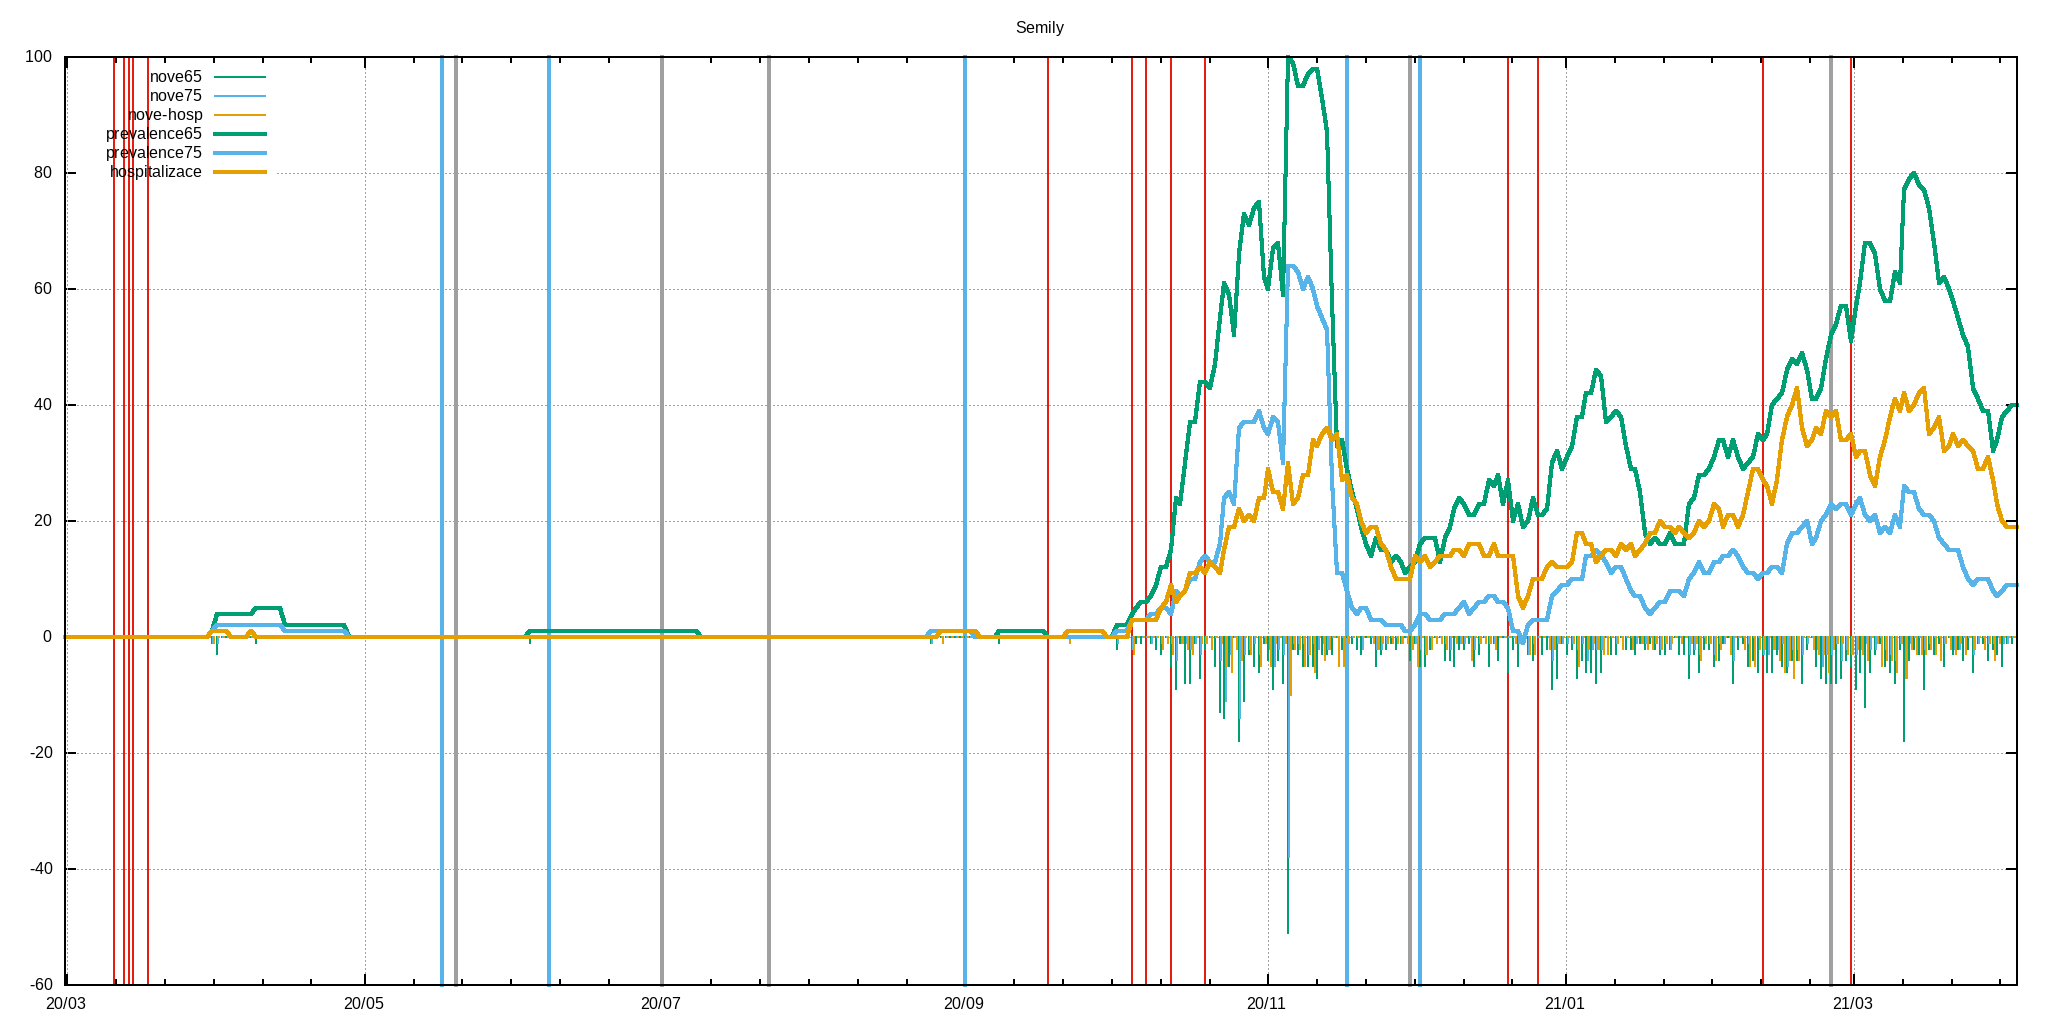 Semily
100
nove65
nove75
nove-hosp
prevalence65
prevalence75
hospitalizace
80
60
40
20
0
-20
-40
-60
20/03 20/05 20/07 20/09 20/11 21/01 21/03